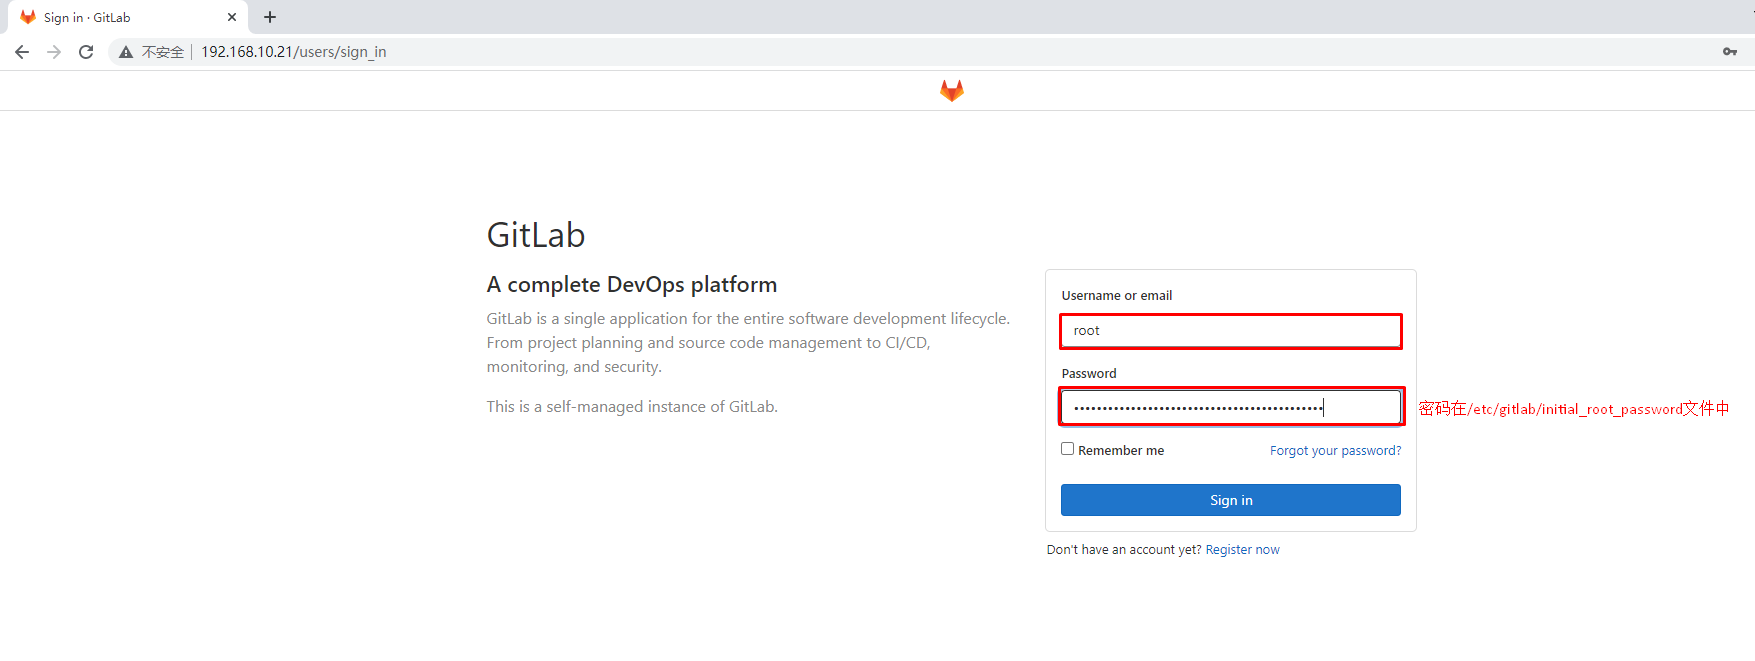 Sign in · GitLab
不安全
192.168.10.21/users/sign_in
GitLab
A complete DevOps platform
GitLab is a single application for the entire software development lifecycle.
From project planning and source code management to CI/CD,
monitoring, and security.
This is a self-managed instance of GitLab.
Username or email
root
Password
密码在/etc/gitlab/initial_root_password文件中
Remember me
Forgot your password?
Sign in
Don't have an account yet? Register now